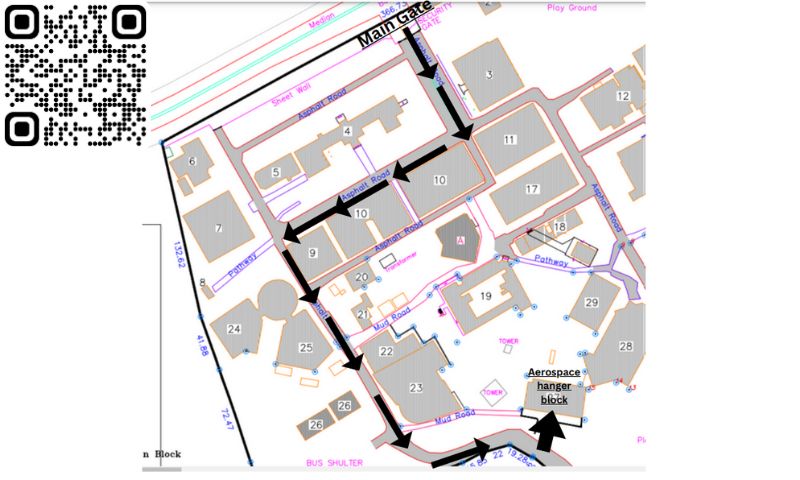 Medion
366.73
Main Gate
SECURITY
GATE
Play Ground
Sheet Wall
Asphalt Road
Asphalt Road
3
12
4
11
6
5
10
17
Asphalt Road
Asphalt Road
10
7
9
Asphalt Road
A
18
132.62
Pathway
Transformer
Pathway
20
8
19
29
21
Mud Road
24
25
22
TOWER
28
41.88
Aerospace
hanger
block
23
TOWER
26
26
Mud Road
72.47
n Block
BUS SHULTER
22
19.28